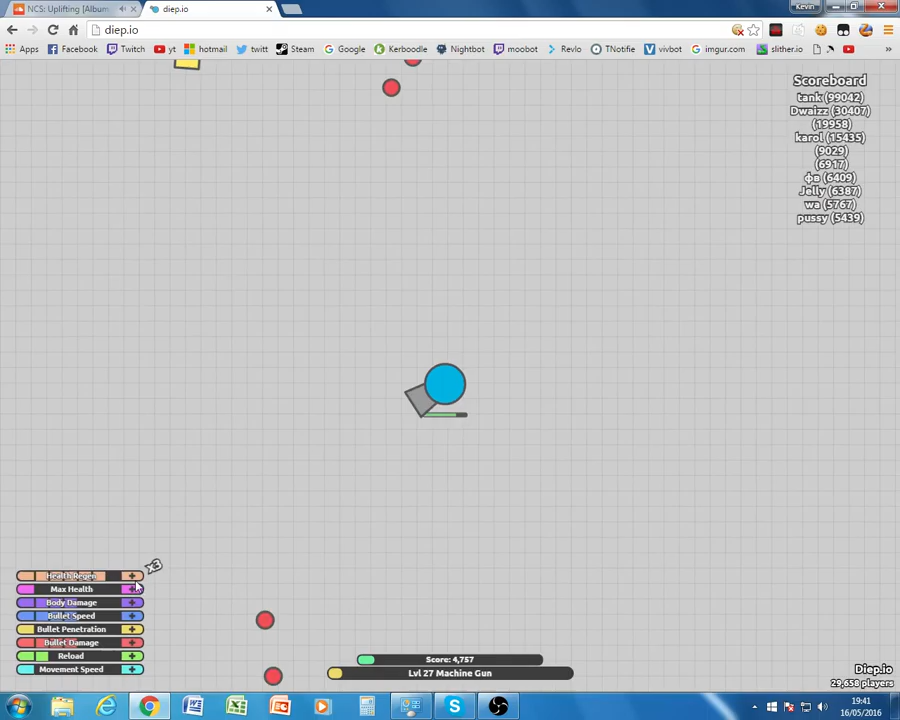 NCS: Uplifting [Album
diep.io
Kevin
diep.io
Apps
Facebook
Twitch
yt
hotmail
twitt
Steam
Google
Kerboodle
Nightbot
moobot
Revlo
TNotife
vivbot
imgur.com
slither.io
»
Scoreboard
tank (99042)
Dwaizz (30407)
(19958)
karol (15435)
(9029)
(6917)
фв (6409)
Jelly (6387)
wa (5767)
pussy (5439)
x3
Health Regen +
Max Health +
Body Damage +
Bullet Speed +
Bullet Penetration +
Bullet Damage +
Reload +
Movement Speed +
Score: 4,757
Lvl 27 Machine Gun
Diep.io
29,658 players
19:41
16/05/2016